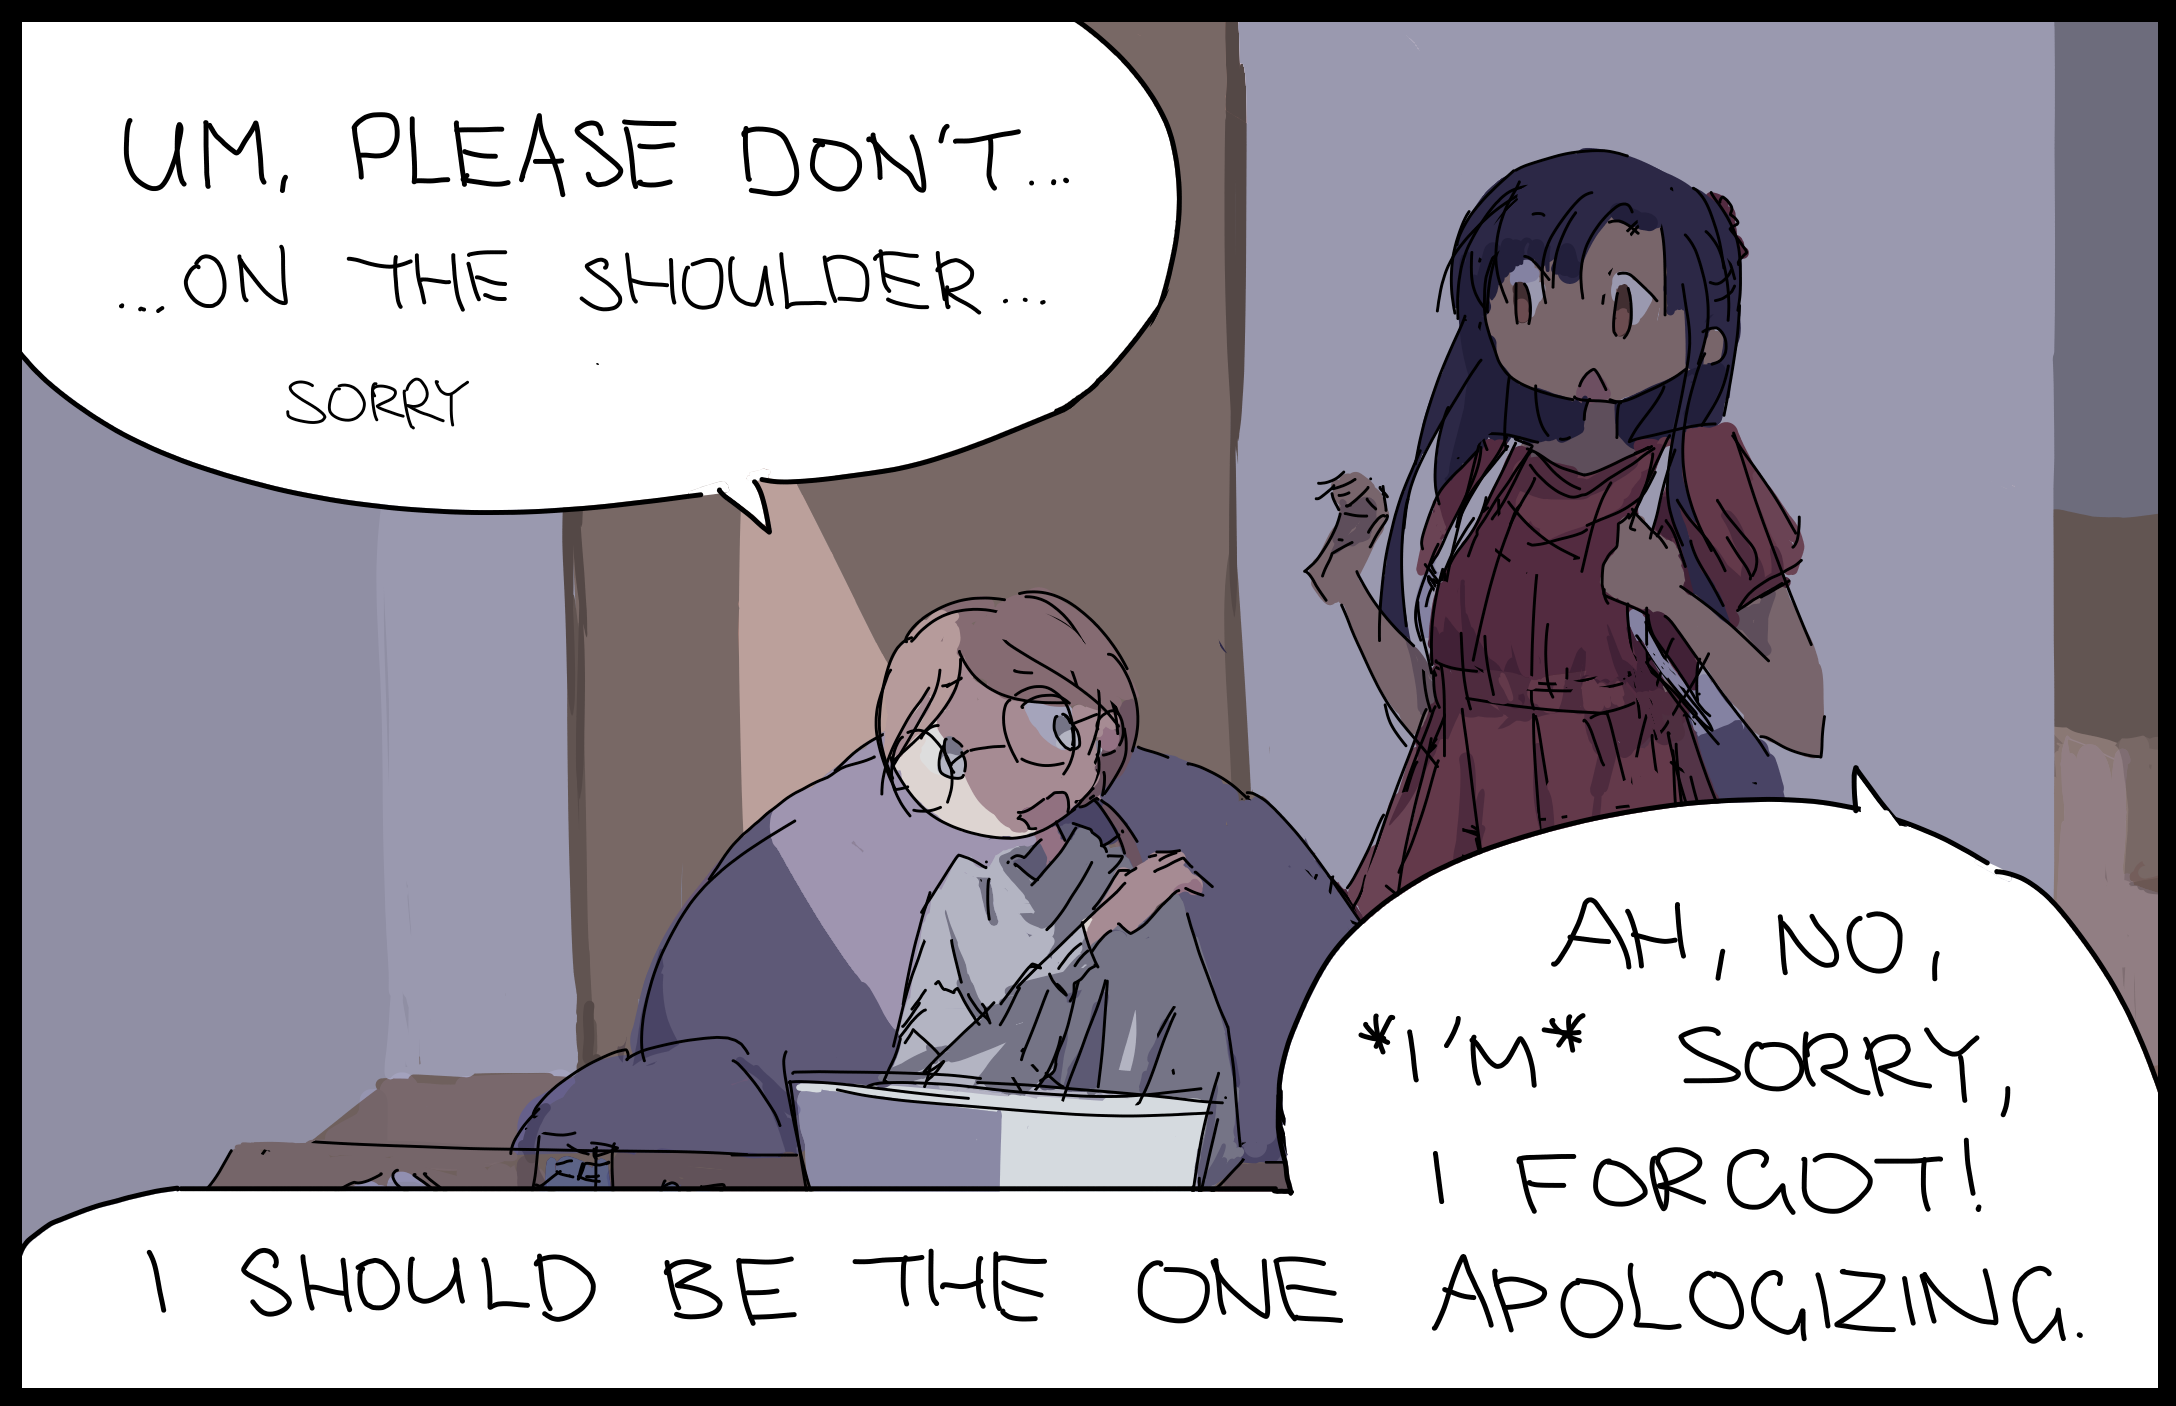 UM, PLEASE DON'T...
...ON THE SHOULDER...
SORRY
AH, NO,
*I'M* SORRY,
I FORGOT!
I SHOULD BE THE ONE APOLOGIZING.